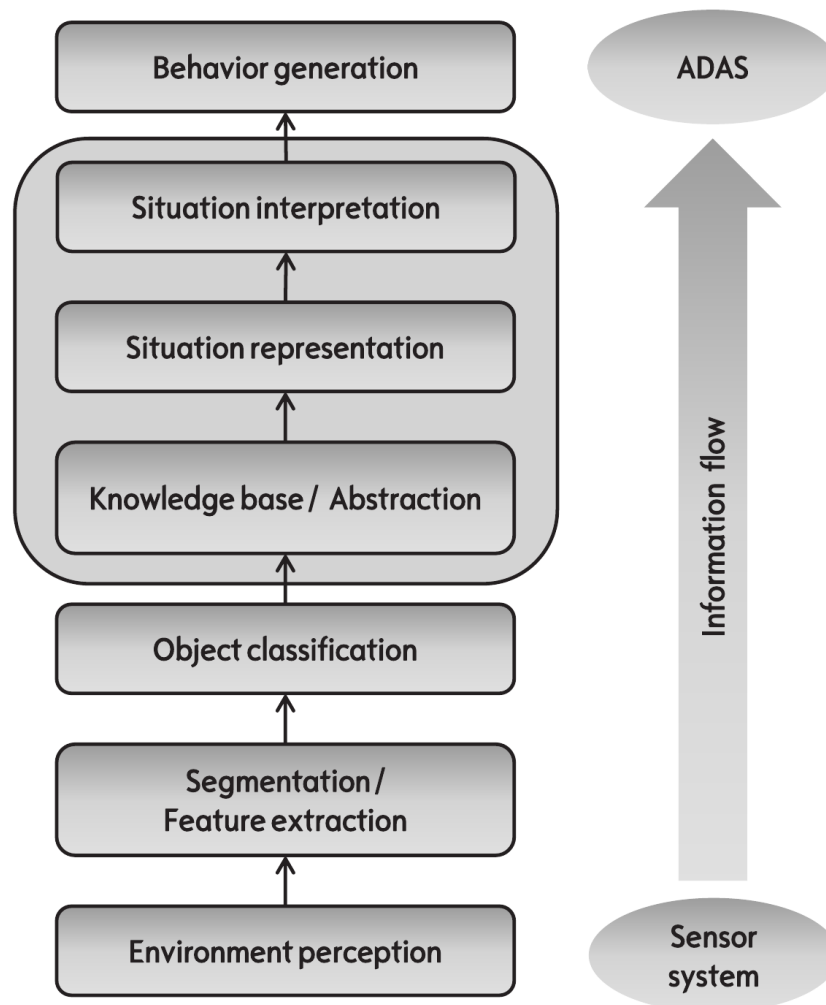 Behavior generation
ADAS
Situation interpretation
Situation representation
Knowledge base / Abstraction
Information flow
Object classification
Segmentation /
Feature extraction
Environment perception
Sensor
system